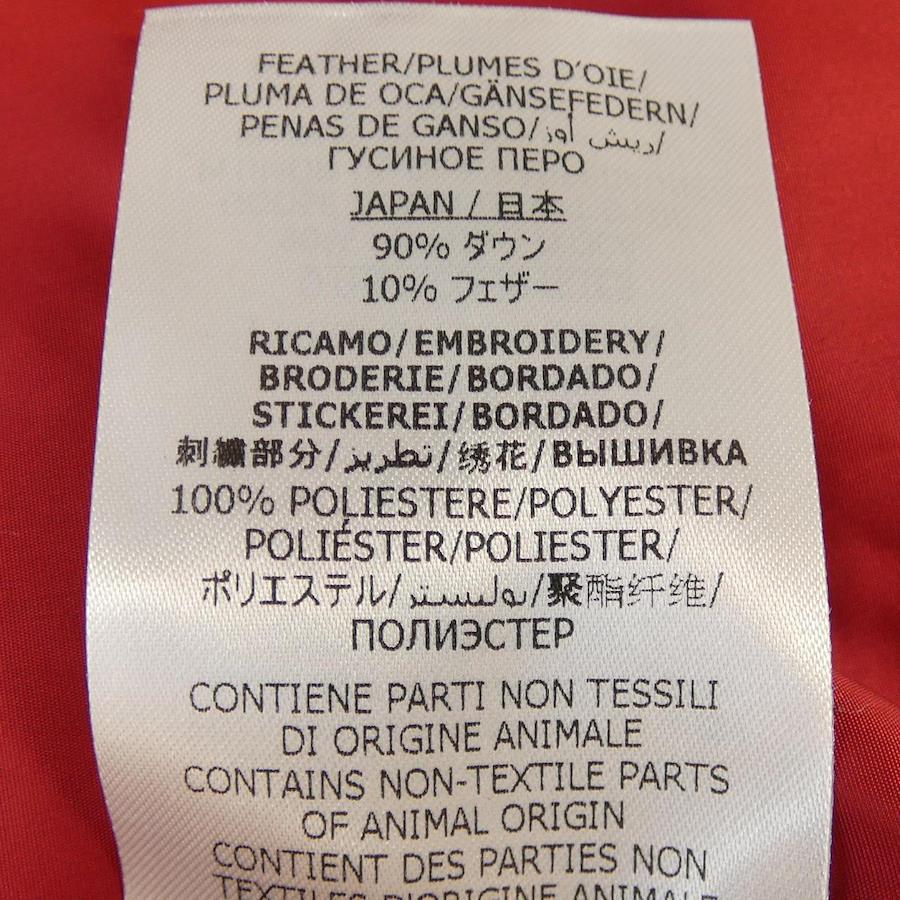 FEATHER/PLUMES D'OIE/
PLUMA DE OCA/GÄNSEFEDERN/
PENAS DE GANSO/ريش أوز/
ГУСИНОЕ ПЕРО
JAPAN / 日本
90% ダウン
10% フェザー
RICAMO/EMBROIDERY/
BRODERIE/BORDADO/
STICKEREI/BORDADO/
刺繍部分/تطريز/绣花/ВЫШИВКА
100% POLIESTERE/POLYESTER/
POLIÉSTER/POLIESTER/
ポリエステル/بوليستر/聚酯纤维/
ПОЛИЭСТЕР
CONTIENE PARTI NON TESSILI
DI ORIGINE ANIMALE
CONTAINS NON-TEXTILE PARTS
OF ANIMAL ORIGIN
CONTIENT DES PARTIES NON
TEXTILES D'ORIGINE ANIMALE